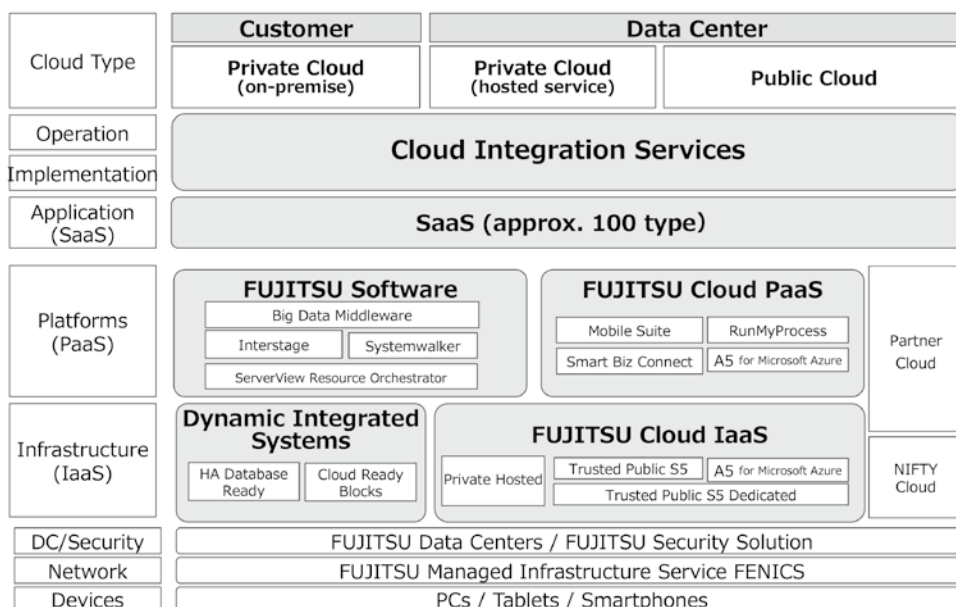 Customer
Data Center
Cloud Type
Private Cloud
(on-premise)
Private Cloud
(hosted service)
Public Cloud
Operation
Implementation
Cloud Integration Services
Application
(SaaS)
SaaS (approx. 100 type)
Platforms
(PaaS)
FUJITSU Software
Big Data Middleware
Interstage
Systemwalker
ServerView Resource Orchestrator
FUJITSU Cloud PaaS
Mobile Suite
RunMyProcess
Smart Biz Connect
A5 for Microsoft Azure
Partner
Cloud
Infrastructure
(IaaS)
Dynamic Integrated
Systems
HA Database
Ready
Cloud Ready
Blocks
FUJITSU Cloud IaaS
Private Hosted
Trusted Public S5
A5 for Microsoft Azure
Trusted Public S5 Dedicated
NIFTY
Cloud
DC/Security
FUJITSU Data Centers / FUJITSU Security Solution
Network
FUJITSU Managed Infrastructure Service FENICS
Devices
PCs / Tablets / Smartphones